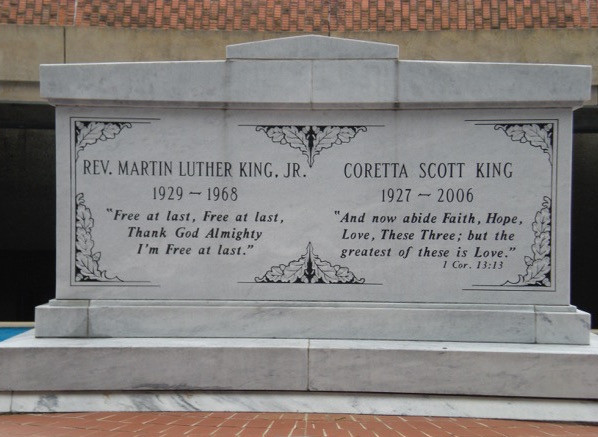 REV. MARTIN LUTHER KING, JR.
1929 ~ 1968
"Free at last, Free at last,
Thank God Almighty
I'm Free at last."
CORETTA SCOTT KING
1927 ~ 2006
"And now abide Faith, Hope,
Love, These Three; but the
greatest of these is Love."
1 Cor. 13:13